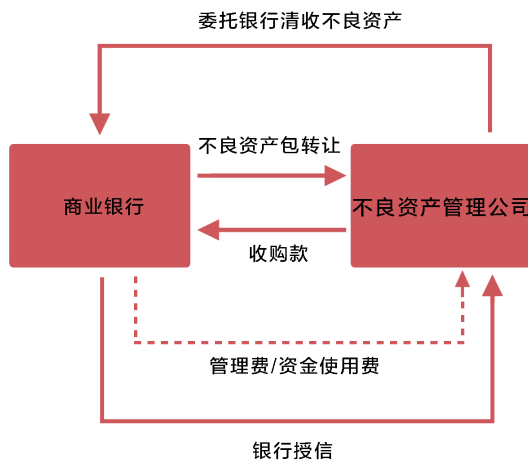 委托银行清收不良资产
不良资产包转让
商业银行
不良资产管理公司
收购款
管理费/资金使用费
银行授信